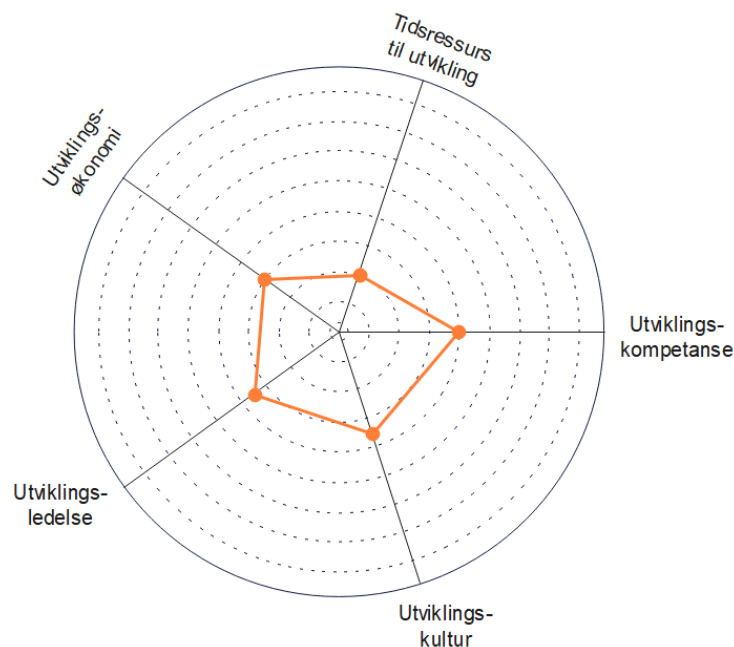 Tidsressurs
til utvikling
Utviklings-
økonomi
Utviklings-
kompetanse
Utviklings-
ledelse
Utviklings-
kultur